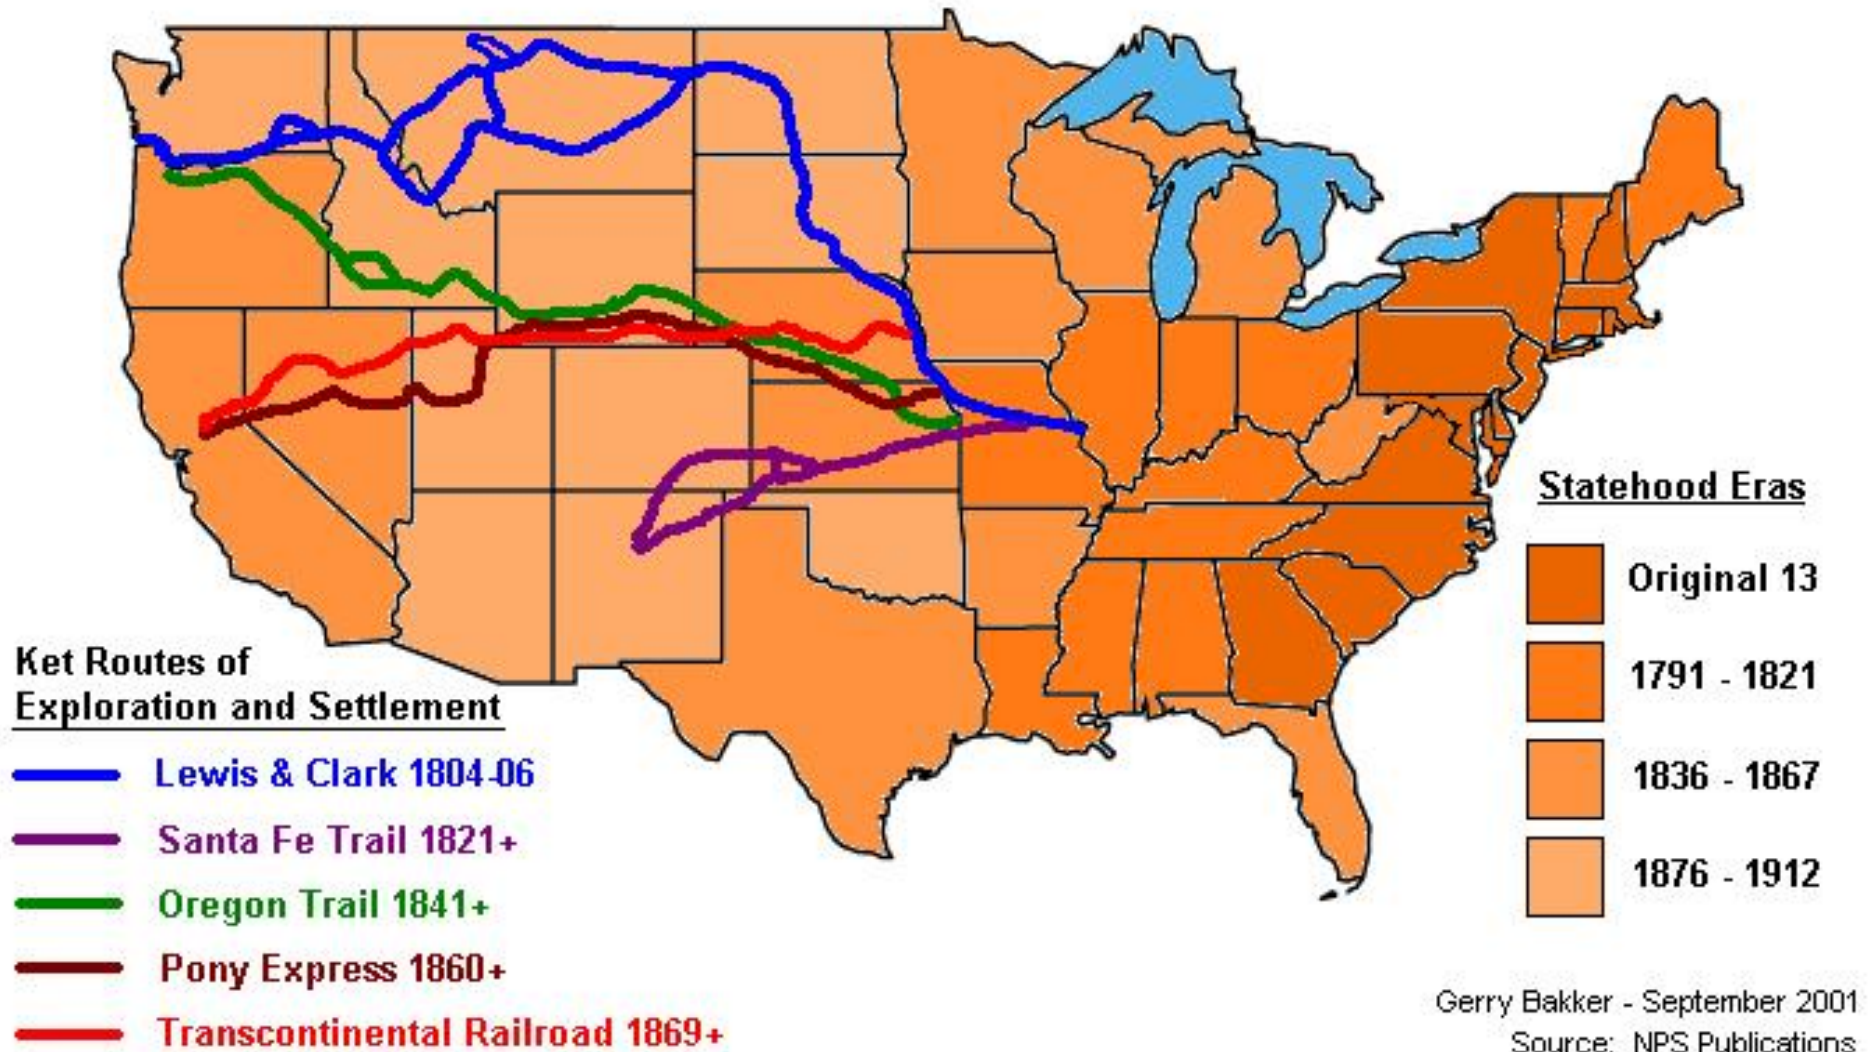 Statehood Eras
Original 13
1791 - 1821
1836 - 1867
1876 - 1912
Ket Routes of
Exploration and Settlement
Lewis & Clark 1804-06
Santa Fe Trail 1821+
Oregon Trail 1841+
Pony Express 1860+
Transcontinental Railroad 1869+
Gerry Bakker - September 2001
Source: NPS Publications